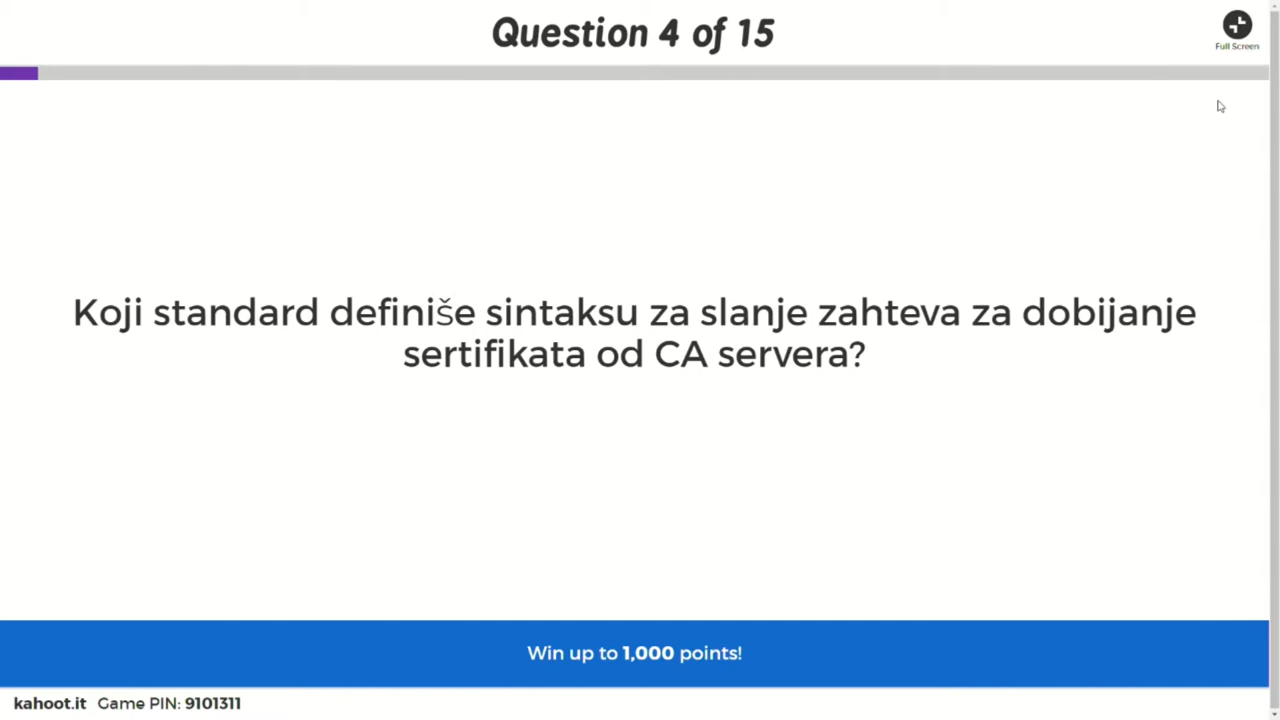 Question 4 of 15
Full Screen
Koji standard definiše sintaksu za slanje zahteva za dobijanje
sertifikata od CA servera?
Win up to 1,000 points!
kahoot.it Game PIN: 9101311